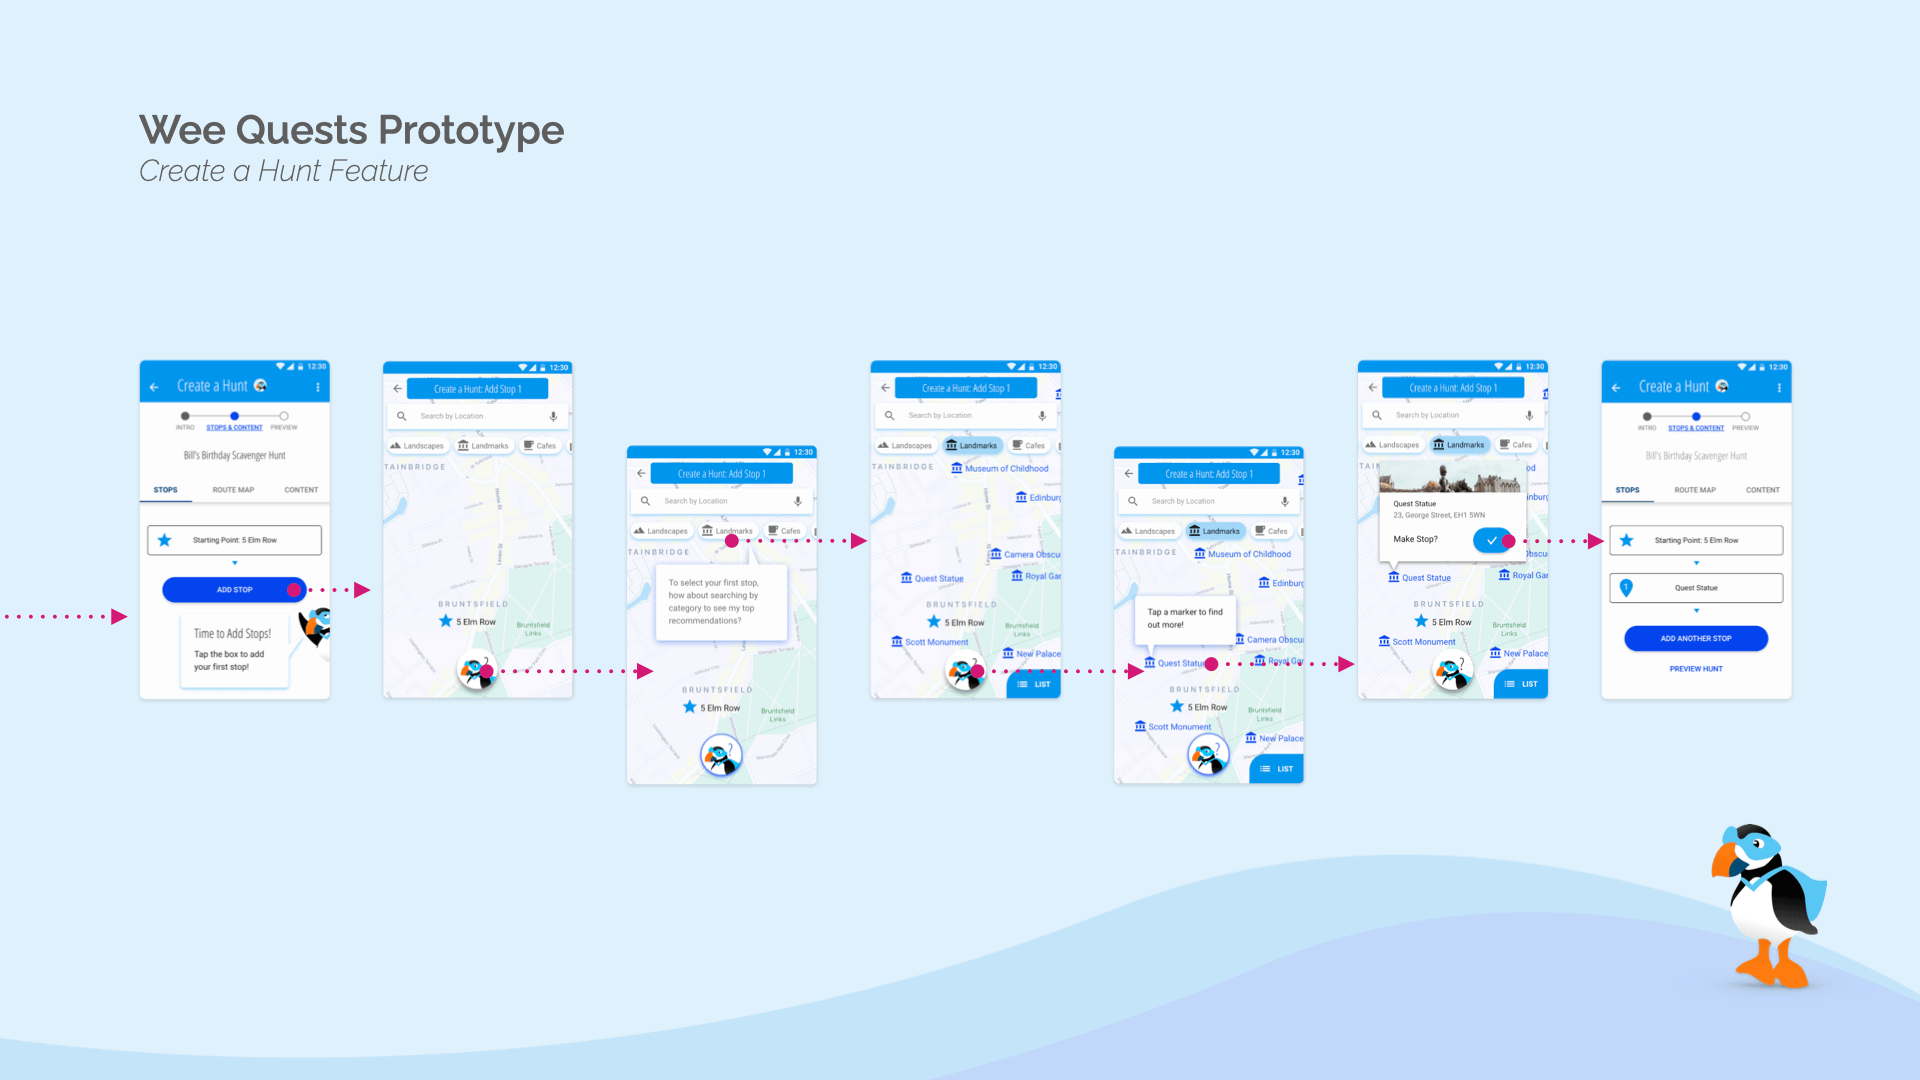 Wee Quests Prototype
Create a Hunt Feature
12:30
Create a Hunt
INTRO
STOPS & CONTENT
PREVIEW
Bill's Birthday Scavenger Hunt
STOPS
ROUTE MAP
CONTENT
Starting Point: 5 Elm Row
ADD STOP
Time to Add Stops!
Tap the box to add
your first stop!
12:30
Create a Hunt: Add Stop 1
Search by Location
Landscapes
Landmarks
Cafes
TAINBRIDGE
BRUNTSFIELD
5 Elm Row
Bruntsfield
Links
?
12:30
Create a Hunt: Add Stop 1
Search by Location
Landscapes
Landmarks
Cafes
TAINBRIDGE
To select your first stop,
how about searching by
category to see my top
recommendations?
BRUNTSFIELD
5 Elm Row
Bruntsfield
Links
?
12:30
Create a Hunt: Add Stop 1
Search by Location
Landscapes
Landmarks
Cafes
TAINBRIDGE
Museum of Childhood
Edinburg
Camera Obscu
Quest Statue
Royal Gar
BRUNTSFIELD
5 Elm Row
Bruntsfield
Links
Scott Monument
New Palace
LIST
12:30
Create a Hunt: Add Stop 1
Search by Location
Landscapes
Landmarks
Cafes
TAINBRIDGE
Museum of Childhood
Edinburg
Tap a marker to find
out more!
Camera Obscu
Quest Statue
Royal Gar
BRUNTSFIELD
5 Elm Row
Bruntsfield
Links
Scott Monument
New Palace
?
LIST
12:30
Create a Hunt: Add Stop 1
Search by Location
Landscapes
Landmarks
Cafes
TAIN
od
inburg
Quest Statue
23, George Street, EH1 5WN
Make Stop?
Obscu
Quest Statue
Royal Gar
BRUNTSFIELD
5 Elm Row
Bruntsfield
Links
Scott Monument
New Palace
?
LIST
12:30
Create a Hunt
INTRO
STOPS & CONTENT
PREVIEW
Bill's Birthday Scavenger Hunt
STOPS
ROUTE MAP
CONTENT
Starting Point: 5 Elm Row
1
Quest Statue
ADD ANOTHER STOP
PREVIEW HUNT